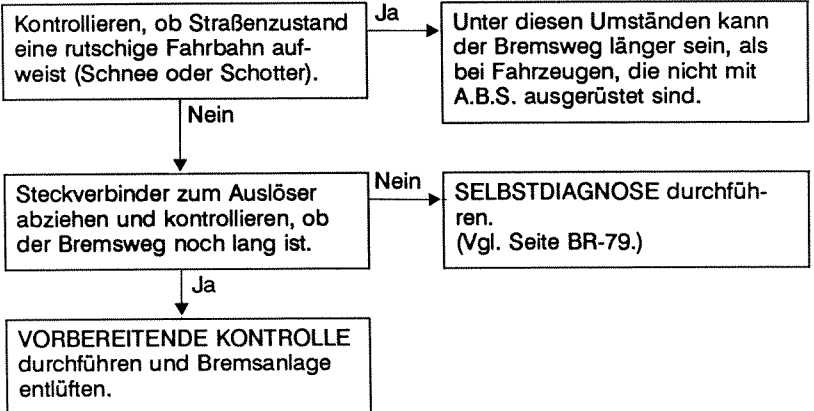 Kontrollieren, ob Straßenzustand
eine rutschige Fahrbahn auf-
weist (Schnee oder Schotter).
Ja
Unter diesen Umständen kann
der Bremsweg länger sein, als
bei Fahrzeugen, die nicht mit
A.B.S. ausgerüstet sind.
Nein
Steckverbinder zum Auslöser
abziehen und kontrollieren, ob
der Bremsweg noch lang ist.
Nein
SELBSTDIAGNOSE durchfüh-
ren.
(Vgl. Seite BR-79.)
Ja
VORBEREITENDE KONTROLLE
durchführen und Bremsanlage
entlüften.